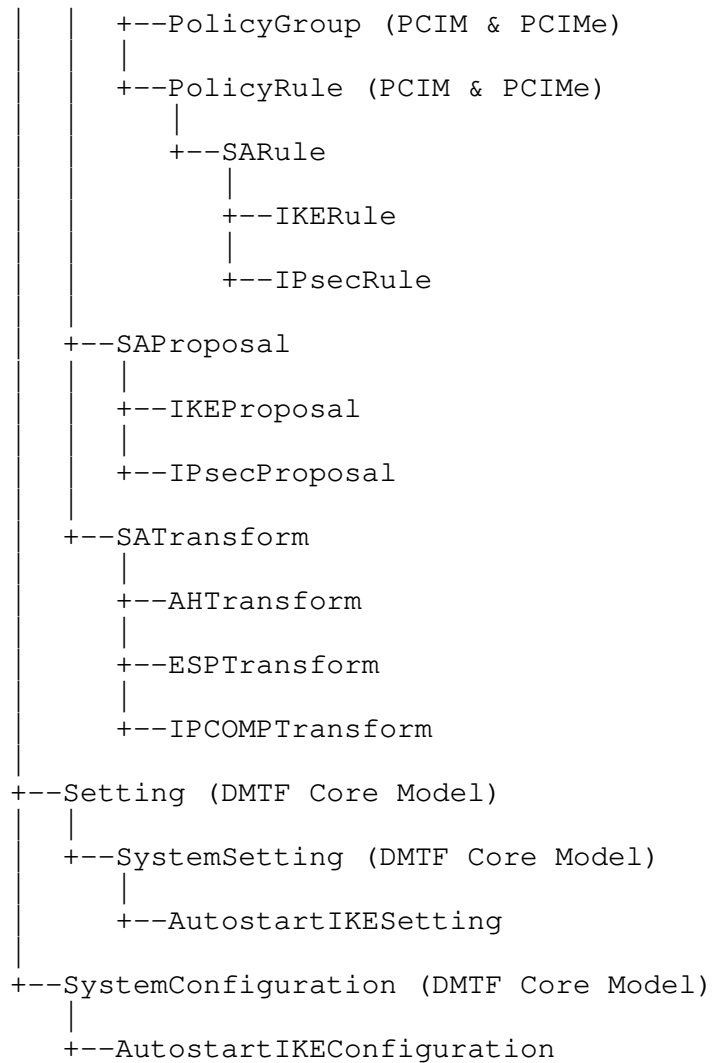 +--PolicyGroup (PCIM & PCIMe)
+--PolicyRule (PCIM & PCIMe)
+--SARule
+--IKERule
+--IPsecRule
+--SAProposal
+--IKEProposal
+--IPsecProposal
+--SATransform
+--AHTransform
+--ESPTransform
+--IPCOMPTransform
+--Setting (DMTF Core Model)
+--SystemSetting (DMTF Core Model)
+--AutostartIKESetting
+--SystemConfiguration (DMTF Core Model)
+--AutostartIKEConfiguration